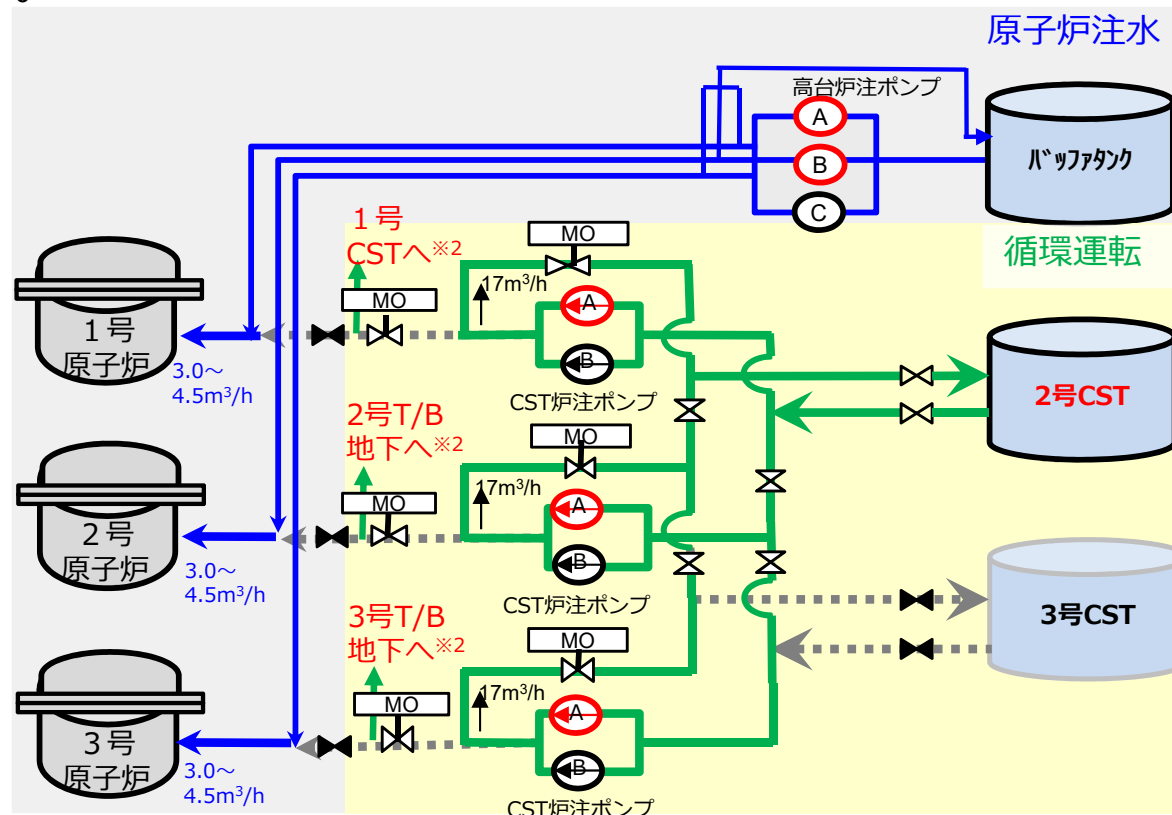 原子炉注水
高台炉注ポンプ
A
B
C
ﾊﾞｯﾌｧﾀﾝｸ
循環運転
1号
CSTへ※2
MO
MO
17m³/h
A
B
CST炉注ポンプ
1号
原子炉
3.0～
4.5m³/h
2号CST
2号T/B
地下へ※2
MO
MO
17m³/h
A
B
CST炉注ポンプ
2号
原子炉
3.0～
4.5m³/h
3号CST
3号T/B
地下へ※2
MO
MO
17m³/h
A
B
CST炉注ポンプ
3号
原子炉
3.0～
4.5m³/h